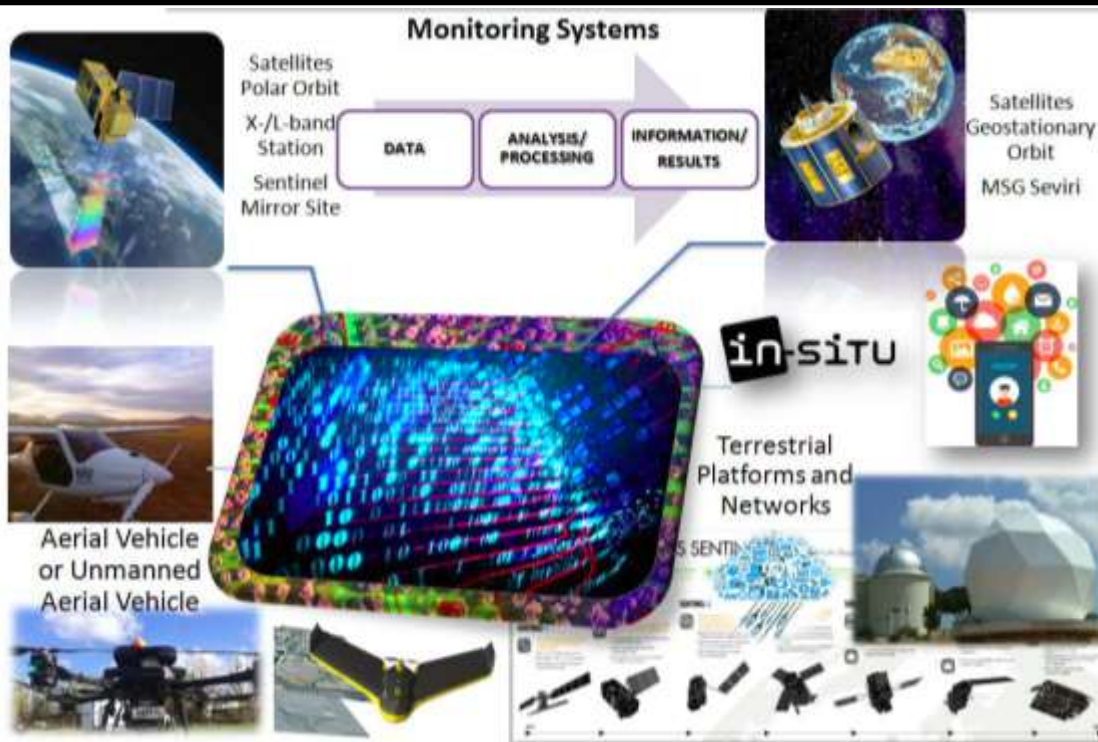 Monitoring Systems
Satellites
Polar Orbit
X-/L-band
Station
Sentinel
Mirror Site
DATA
ANALYSIS/
PROCESSING
INFORMATION/
RESULTS
Satellites
Geostationary
Orbit
MSG Seviri
in-situ
Terrestrial
Platforms and
Networks
Aerial Vehicle
or Unmanned
Aerial Vehicle